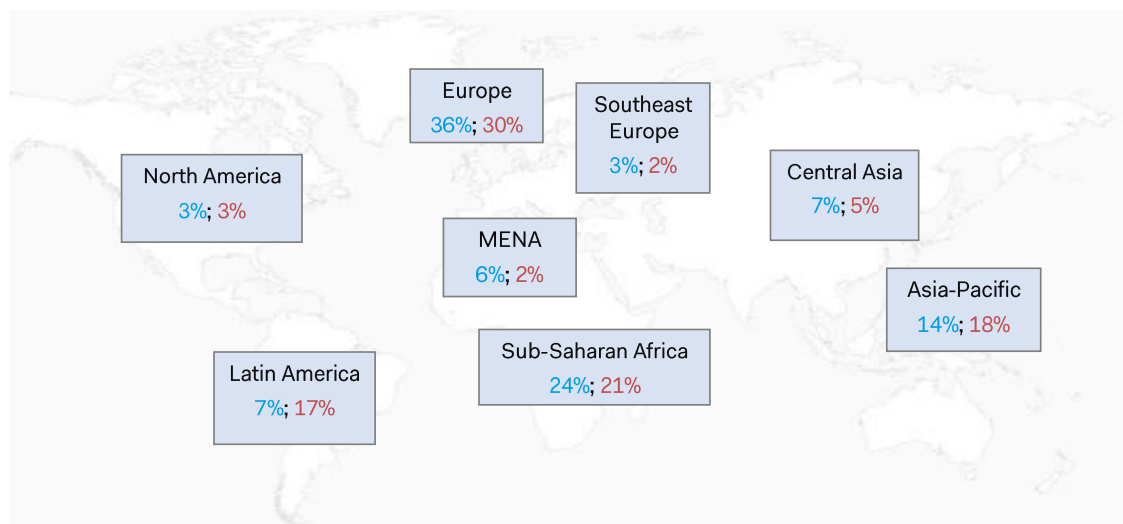 Europe
36%; 30%
Southeast
Europe
3%; 2%
North America
3%; 3%
Central Asia
7%; 5%
MENA
6%; 2%
Asia-Pacific
14%; 18%
Sub-Saharan Africa
24%; 21%
Latin America
7%; 17%